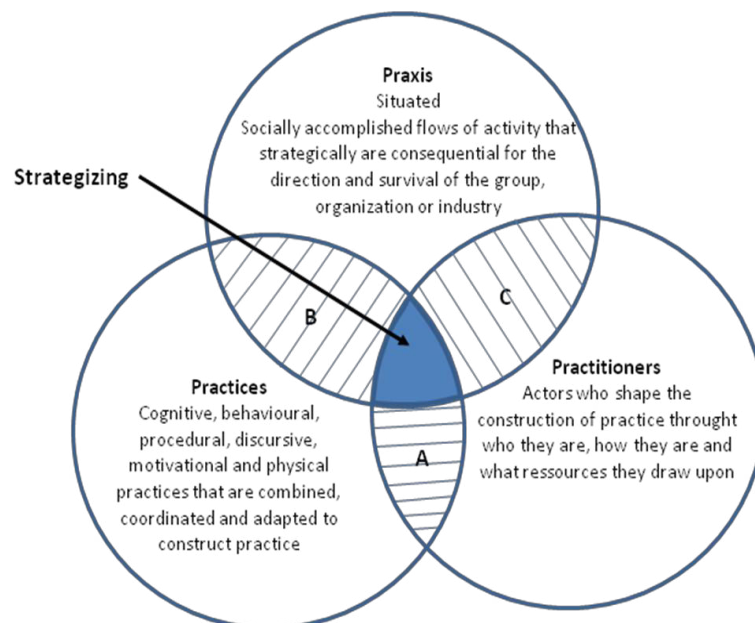 Praxis
Situated
Socially accomplished flows of activity that
strategically are consequential for the
direction and survival of the group,
organization or industry
Strategizing
B
C
Practices
Cognitive, behavioural,
procedural, discursive,
motivational and physical
practices that are combined,
coordinated and adapted to
construct practice
Practitioners
Actors who shape the
construction of practice throught
who they are, how they are and
what ressources they draw upon
A